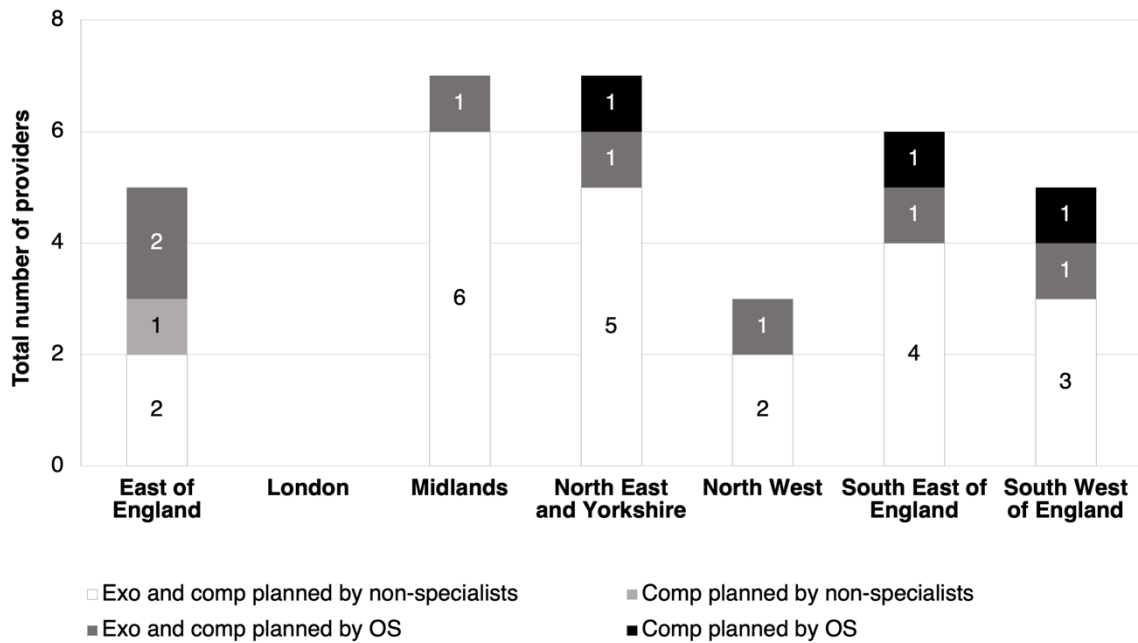 Total number of providers
8
6
4
2
0
2
1
2
1
6
1
1
5
1
2
1
1
4
1
1
3
East of
England
London
Midlands
North East
and Yorkshire
North West
South East of
England
South West
of England
Exo and comp planned by non-specialists
Comp planned by non-specialists
Exo and comp planned by OS
Comp planned by OS